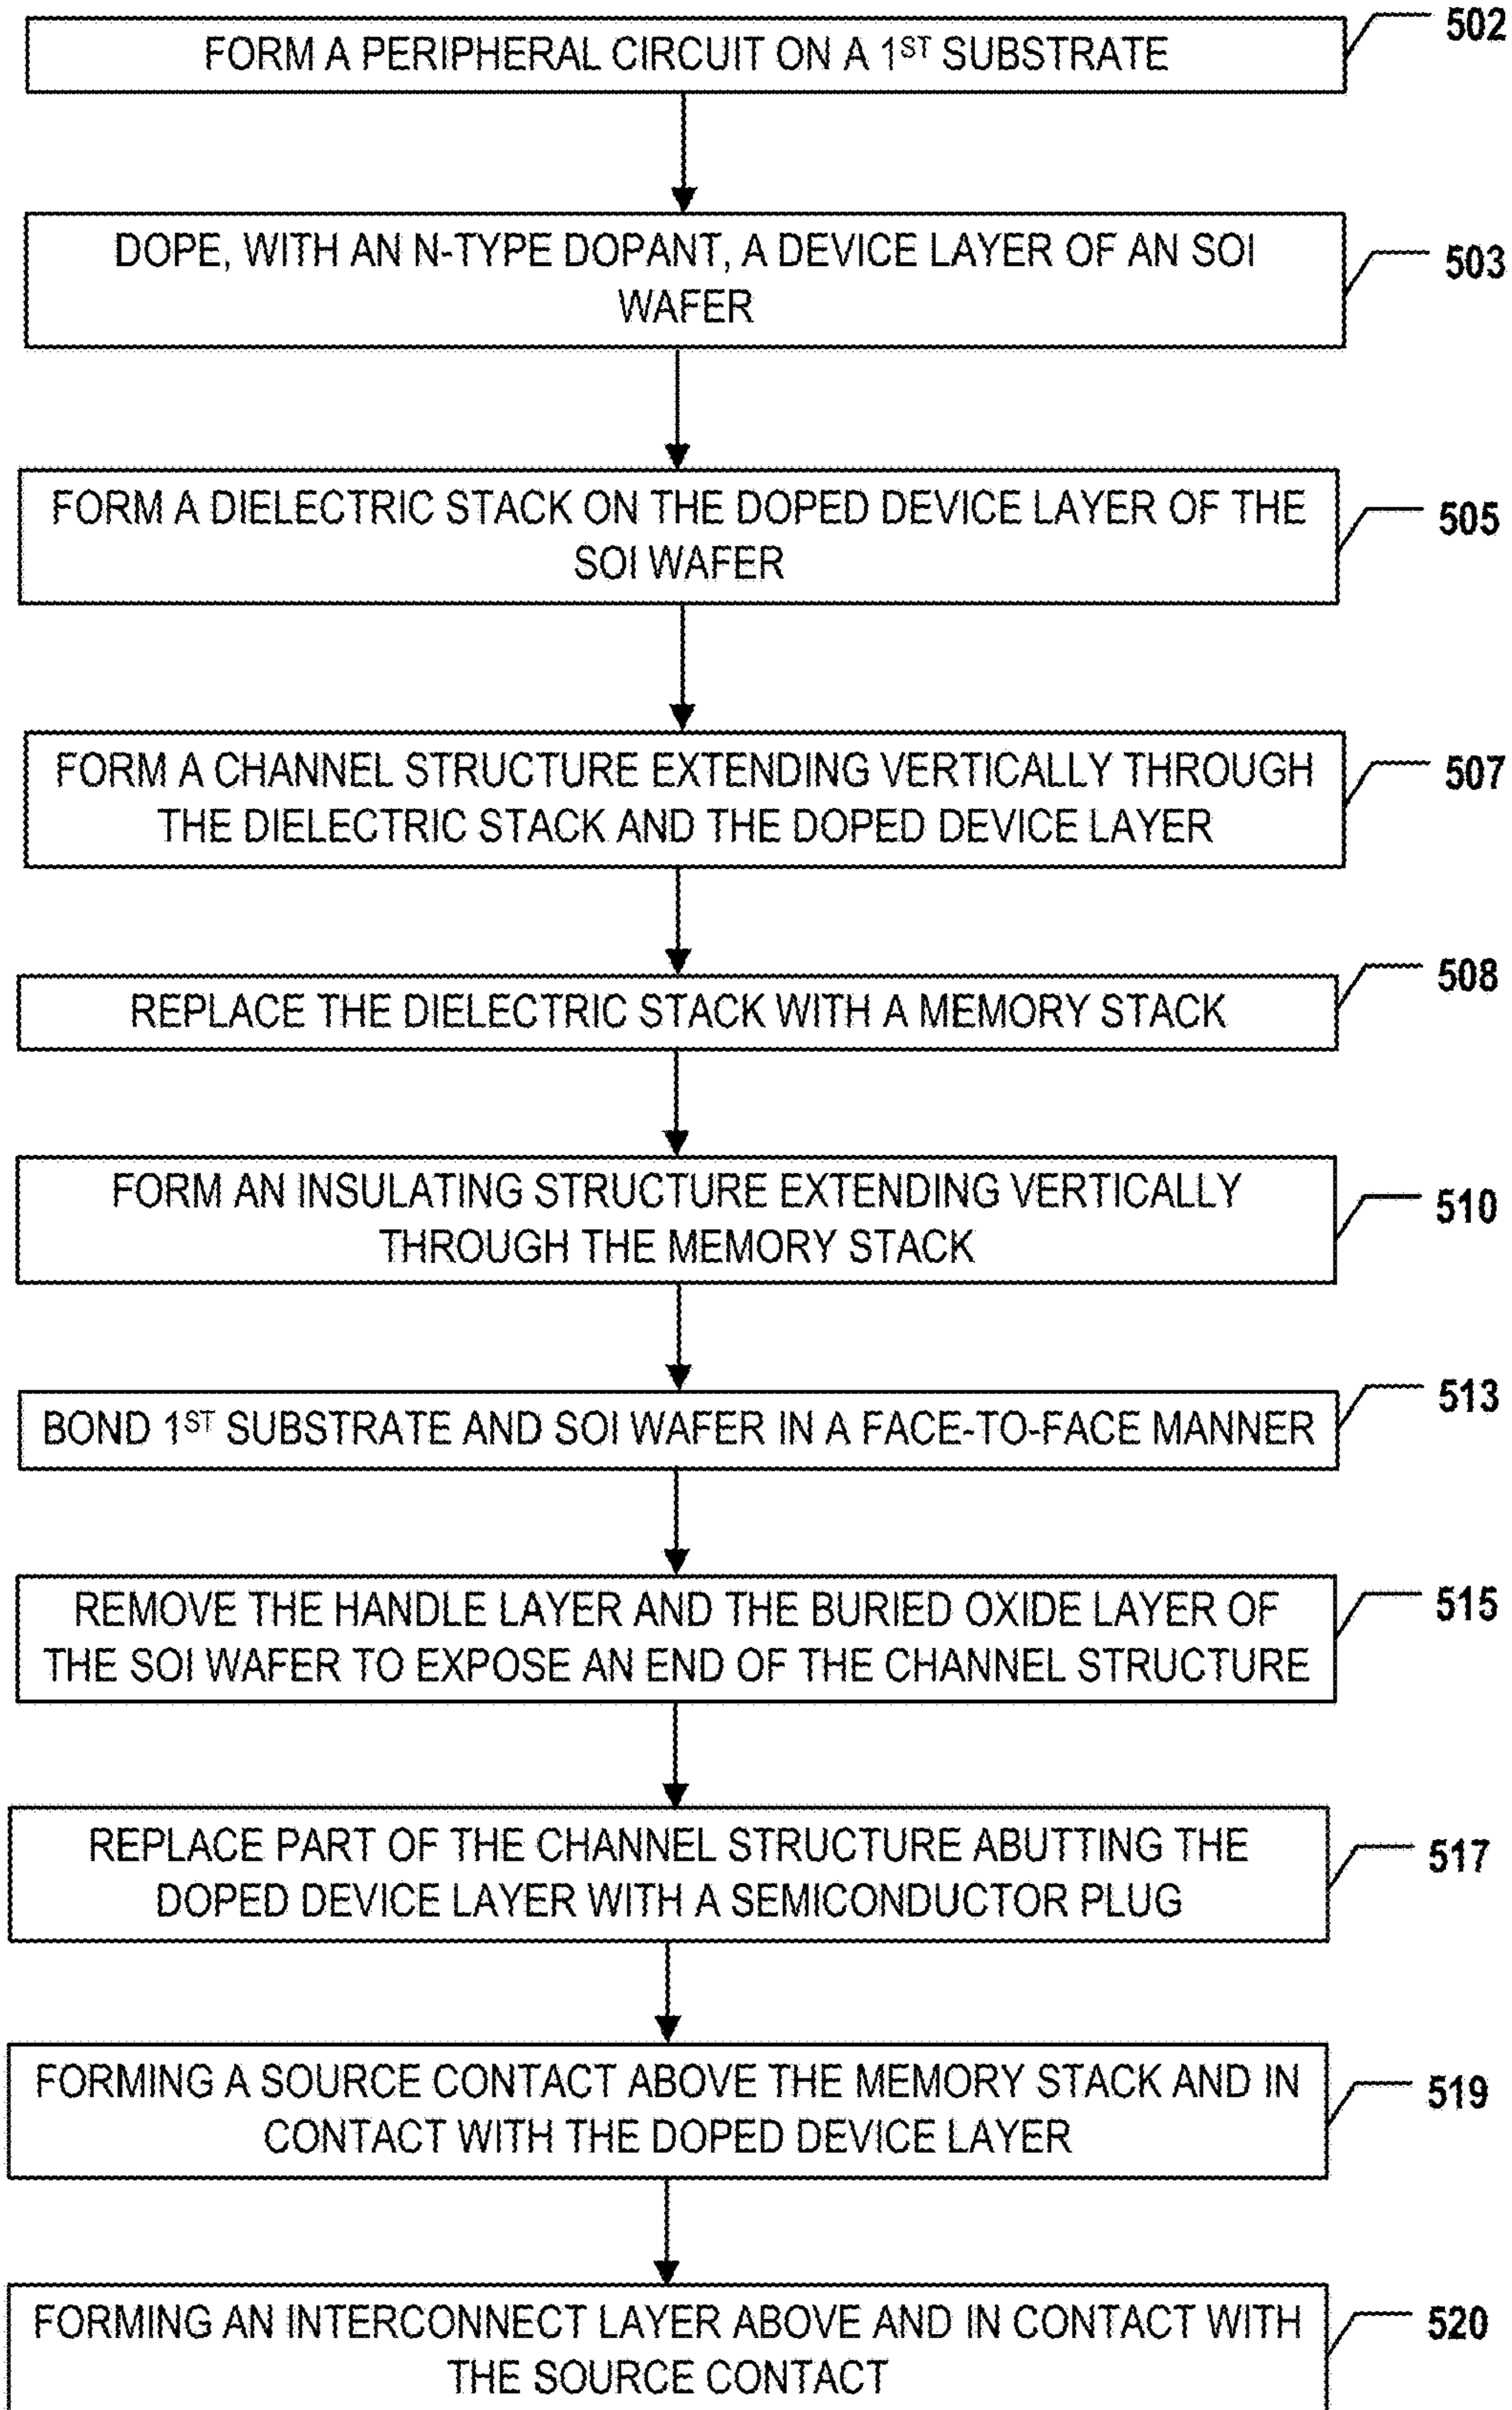 FORM A PERIPHERAL CIRCUIT ON A 1ST SUBSTRATE
502
DOPE, WITH AN N-TYPE DOPANT, A DEVICE LAYER OF AN SOI
WAFER
503
FORM A DIELECTRIC STACK ON THE DOPED DEVICE LAYER OF THE
SOI WAFER
505
FORM A CHANNEL STRUCTURE EXTENDING VERTICALLY THROUGH
THE DIELECTRIC STACK AND THE DOPED DEVICE LAYER
507
REPLACE THE DIELECTRIC STACK WITH A MEMORY STACK
508
FORM AN INSULATING STRUCTURE EXTENDING VERTICALLY
THROUGH THE MEMORY STACK
510
BOND 1ST SUBSTRATE AND SOI WAFER IN A FACE-TO-FACE MANNER
513
REMOVE THE HANDLE LAYER AND THE BURIED OXIDE LAYER OF
THE SOI WAFER TO EXPOSE AN END OF THE CHANNEL STRUCTURE
515
REPLACE PART OF THE CHANNEL STRUCTURE ABUTTING THE
DOPED DEVICE LAYER WITH A SEMICONDUCTOR PLUG
517
FORMING A SOURCE CONTACT ABOVE THE MEMORY STACK AND IN
CONTACT WITH THE DOPED DEVICE LAYER
519
FORMING AN INTERCONNECT LAYER ABOVE AND IN CONTACT WITH
THE SOURCE CONTACT
520